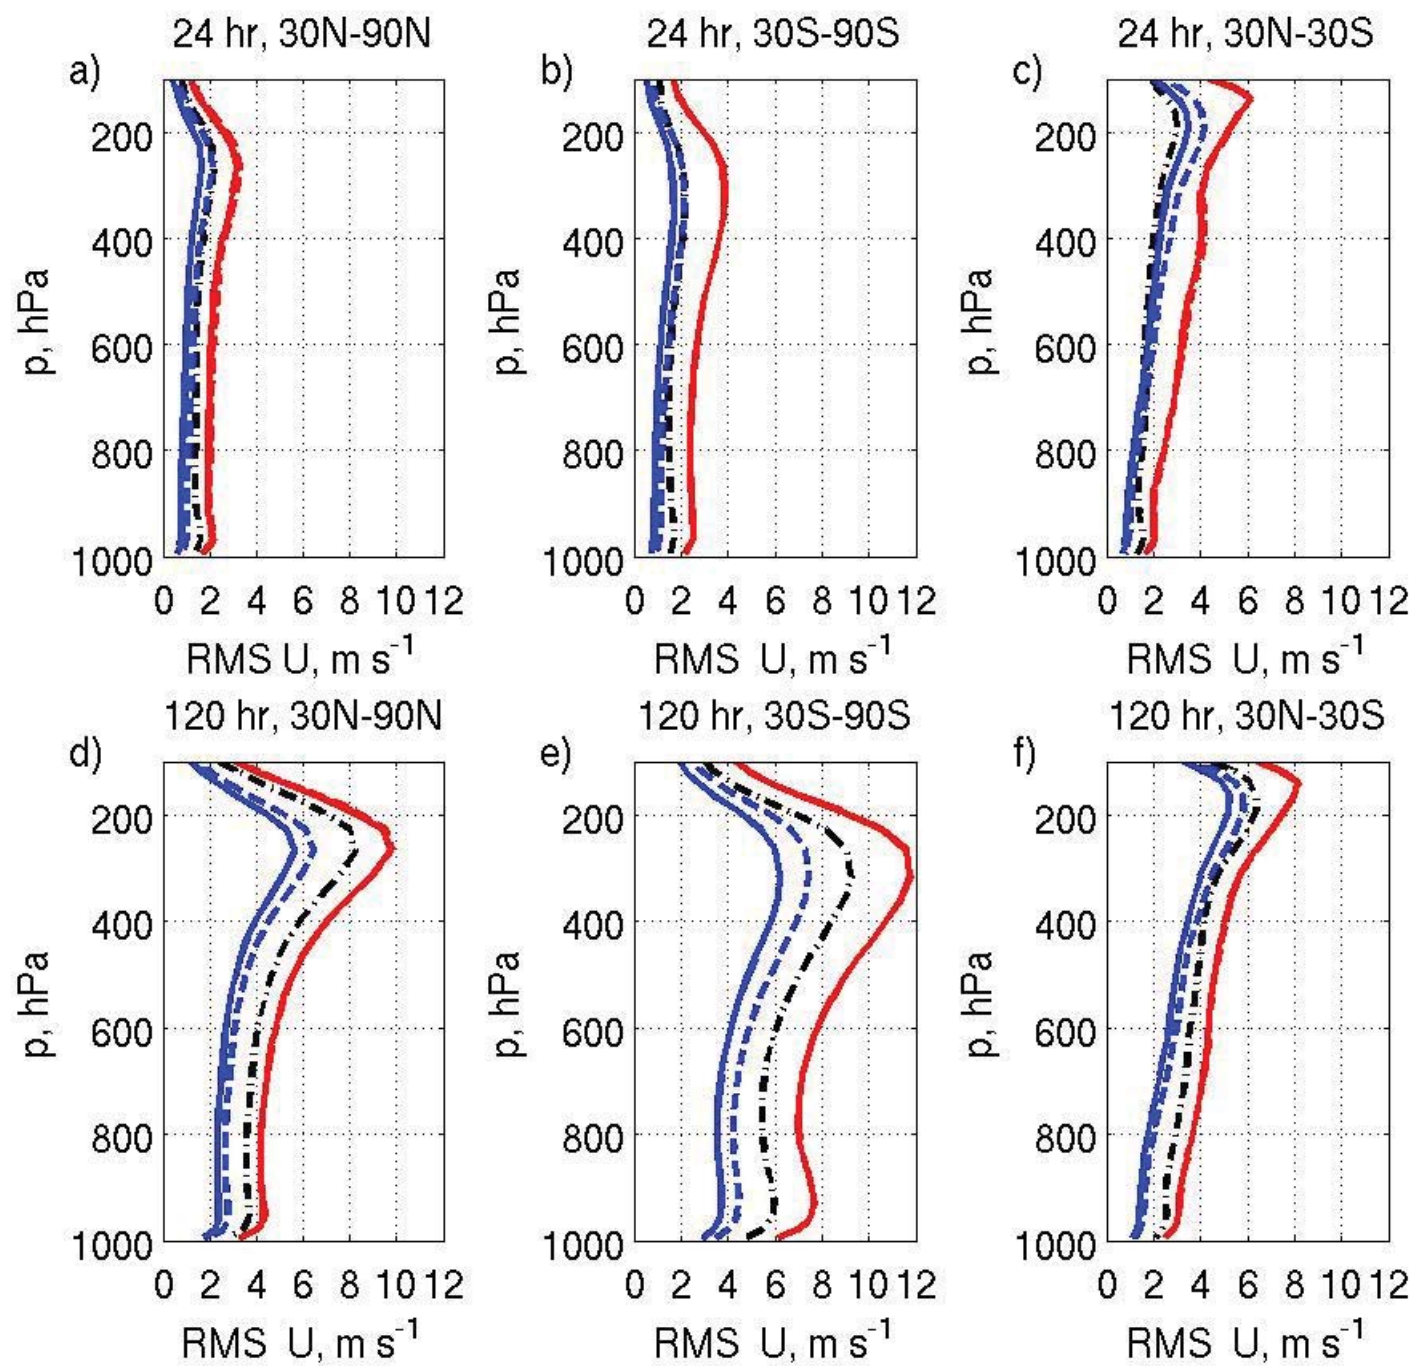 24 hr, 30N-90N
24 hr, 30S-90S
24 hr, 30N-30S
a)
b)
c)
200
400
600
800
1000
p, hPa
0 2 4 6 8 10 12
RMS U, m s-1
200
400
600
800
1000
p, hPa
0 2 4 6 8 10 12
RMS U, m s-1
200
400
600
800
1000
p, hPa
0 2 4 6 8 10 12
RMS U, m s-1
120 hr, 30N-90N
120 hr, 30S-90S
120 hr, 30N-30S
d)
e)
f)
200
400
600
800
1000
p, hPa
0 2 4 6 8 10 12
RMS U, m s-1
200
400
600
800
1000
p, hPa
0 2 4 6 8 10 12
RMS U, m s-1
200
400
600
800
1000
p, hPa
0 2 4 6 8 10 12
RMS U, m s-1